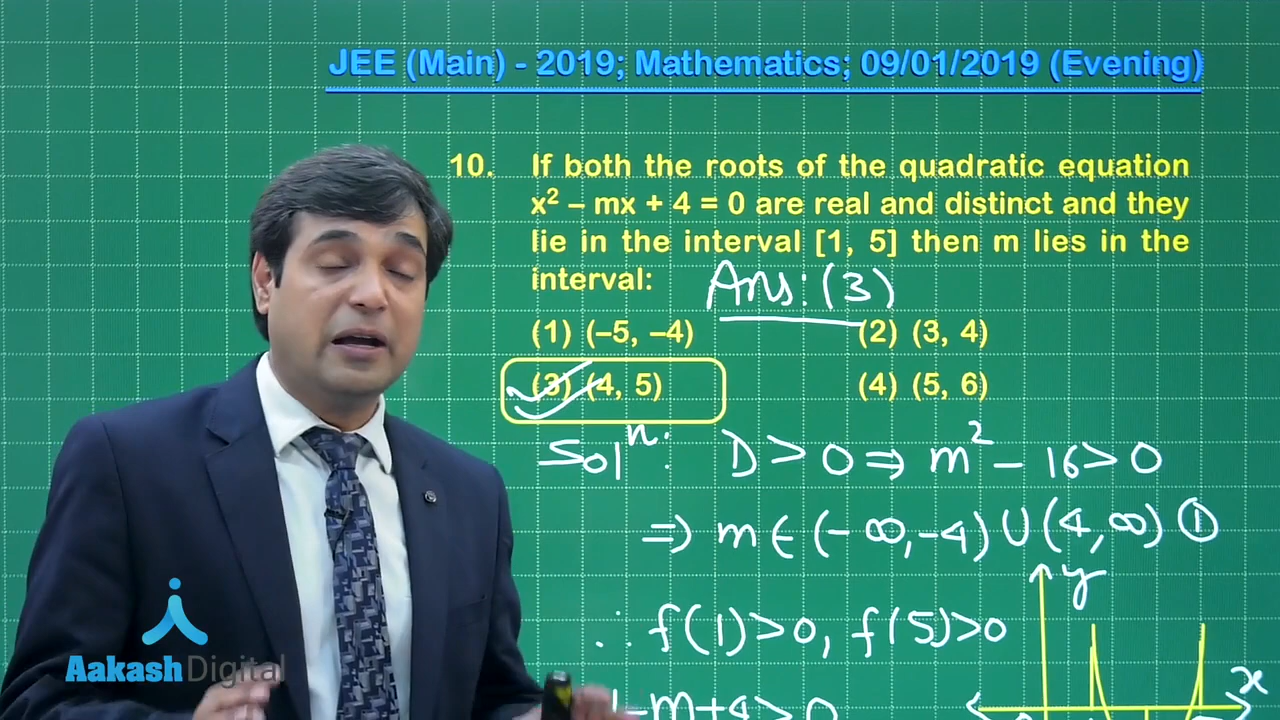 JEE (Main) - 2019; Mathematics; 09/01/2019 (Evening)
10. If both the roots of the quadratic equation
x² – mx + 4 = 0 are real and distinct and they
lie in the interval [1, 5] then m lies in the
interval:
Ans: (3)
(1) (–5, –4) (2) (3, 4)
(3) (4, 5) (4) (5, 6)
Solⁿ: D > 0 ⇒ m² – 16 > 0
⇒ m ∈ (-∞, -4) ∪ (4, ∞) ①
y
∴ f(1) > 0, f(5) > 0
x
-m+4>0
Aakash Digital